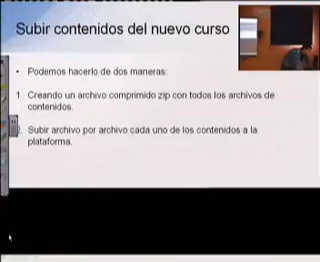 Subir contenidos del nuevo curso
• Podemos hacerlo de dos maneras:
1. Creando un archivo comprimido zip con todos los archivos de
contenidos.
2. Subir archivo por archivo cada uno de los contenidos a la
plataforma.